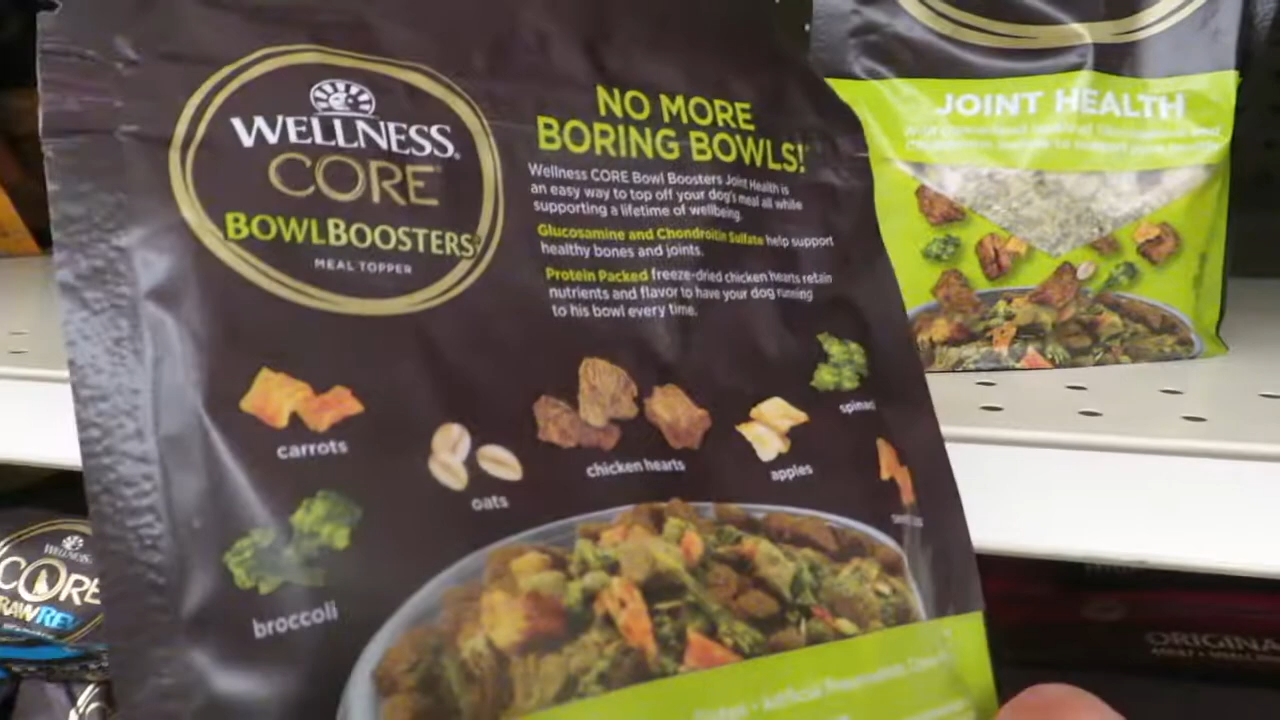 WELLNESS
CORE
BOWLBOOSTERS
MEAL TOPPER
NO MORE
BORING BOWLS!
Wellness CORE Bowl Boosters Joint Health is
an easy way to top off your dog's meal all while
supporting a lifetime of wellbeing.
Glucosamine and Chondroitin Sulfate help support
healthy bones and joints.
Protein Packed freeze-dried chicken hearts retain
nutrients and flavor to have your dog running
to his bowl every time.
carrots
oats
chicken hearts
apples
spinac
broccoli
JOINT HEALTH
WELLNESS
CORE
RAWREV
ORIGINA